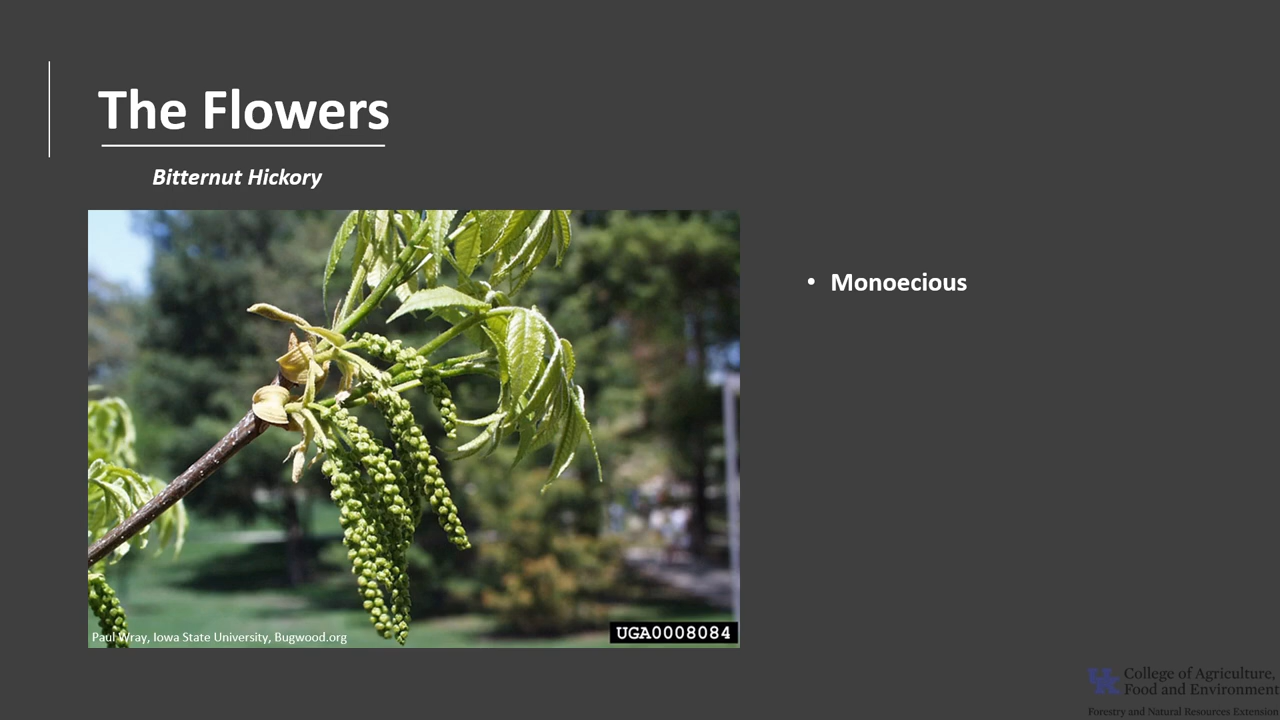 The Flowers
Bitternut Hickory
• Monoecious
Paul Wray, Iowa State University, Bugwood.org
UGA0008084
UK College of Agriculture,
Food and Environment
Forestry and Natural Resources Extension